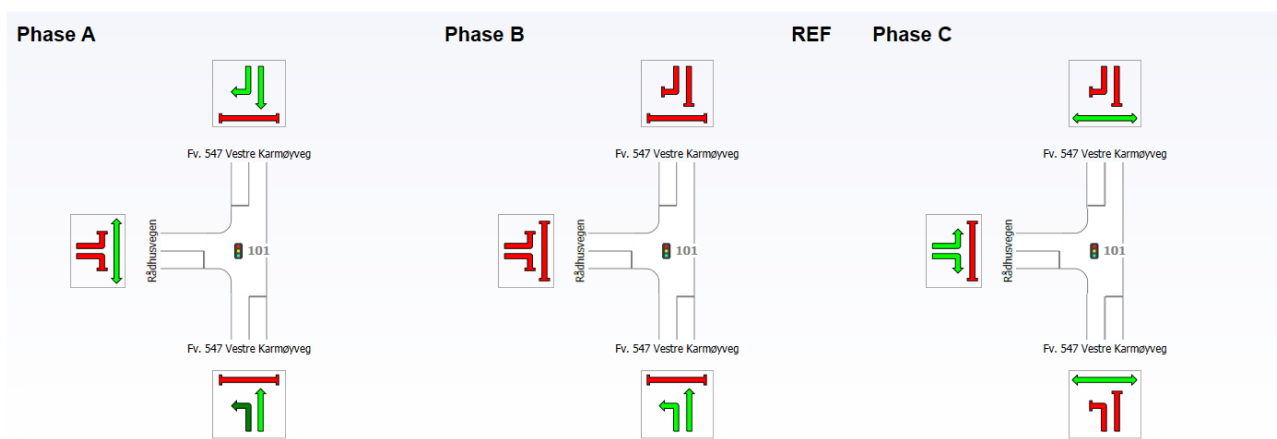 Phase A
Phase B
REF
Phase C
Fv. 547 Vestre Karmøyveg
Fv. 547 Vestre Karmøyveg
Fv. 547 Vestre Karmøyveg
Rådhusvegen
101
Rådhusvegen
101
Rådhusvegen
101
Fv. 547 Vestre Karmøyveg
Fv. 547 Vestre Karmøyveg
Fv. 547 Vestre Karmøyveg